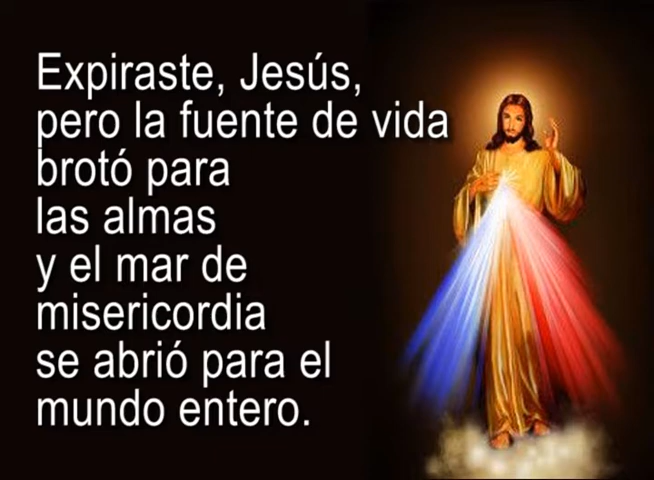 Expiraste, Jesús,
pero la fuente de vida
brotó para
las almas
y el mar de
misericordia
se abrió para el
mundo entero.